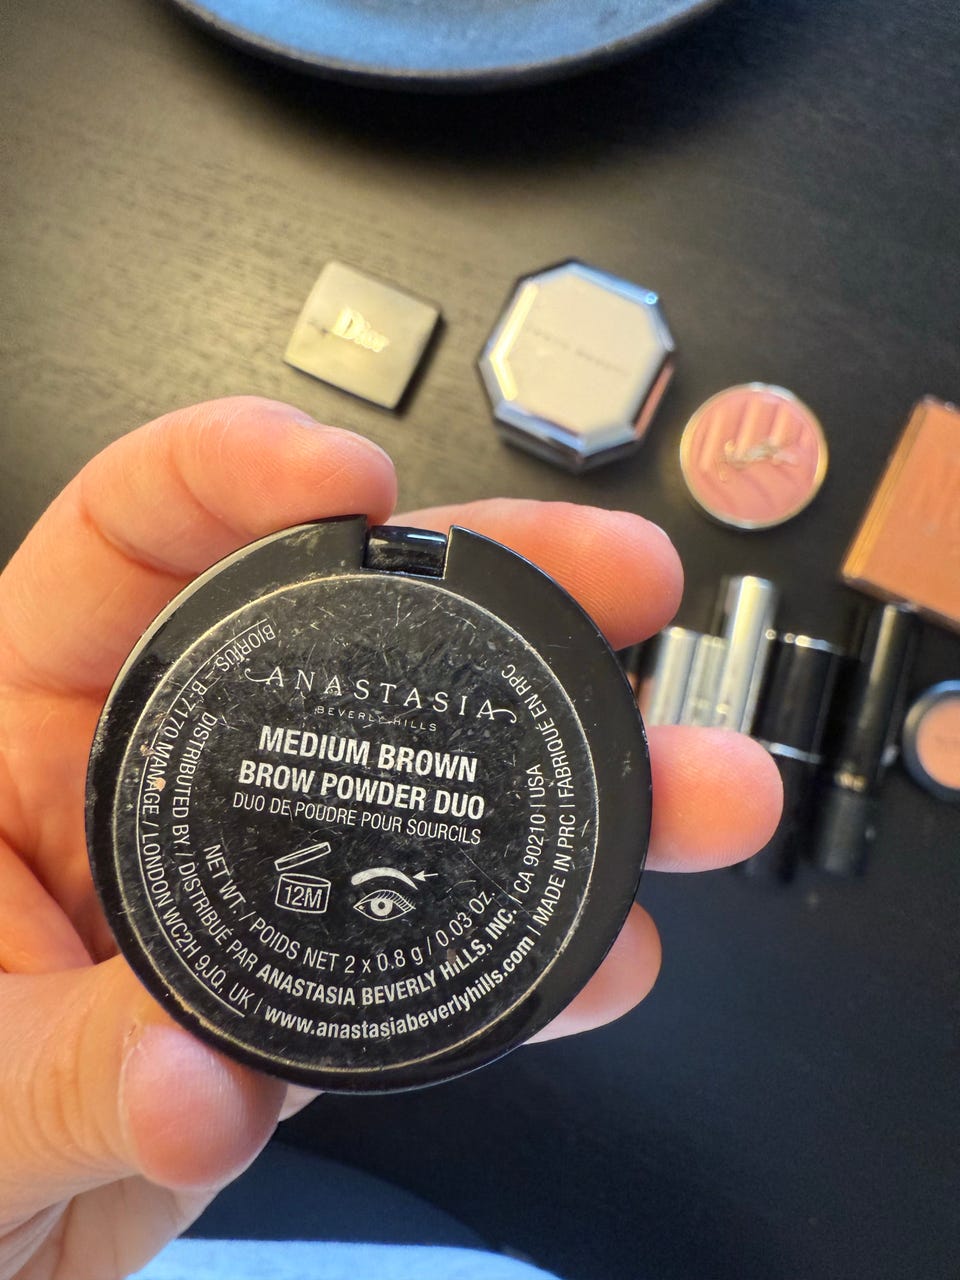 Dior
YSL
ANASTASIA
BEVERLY HILLS
MEDIUM BROWN
BROW POWDER DUO
DUO DE POUDRE POUR SOURCILS
12M
NET WT. / POIDS NET 2 x 0.8 g / 0.03 Oz.
DISTRIBUTED BY / DISTRIBUÉ PAR ANASTASIA BEVERLY HILLS, INC. | CA 90210 | USA
BIORIUS – B-7170 MANAGE / LONDON WC2H 9JQ, UK | www.anastasiabeverlyhills.com | MADE IN PRC | FABRIQUÉ EN RPC